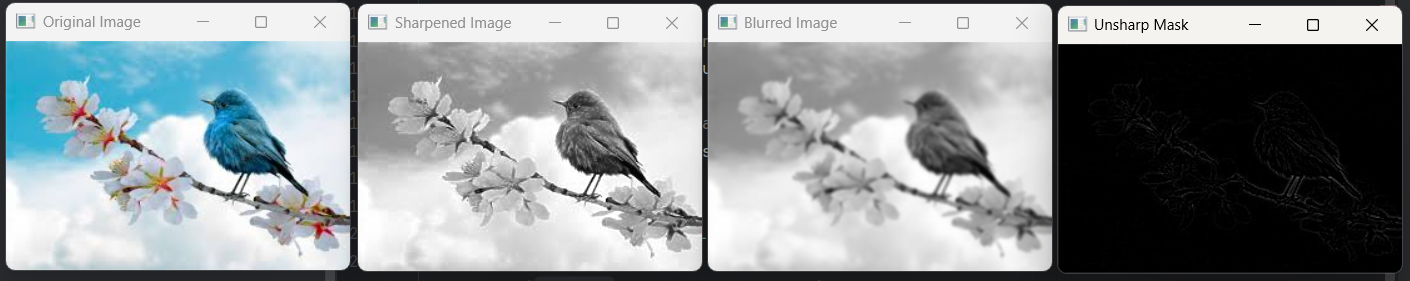 Original Image
Sharpened Image
Blurred Image
Unsharp Mask